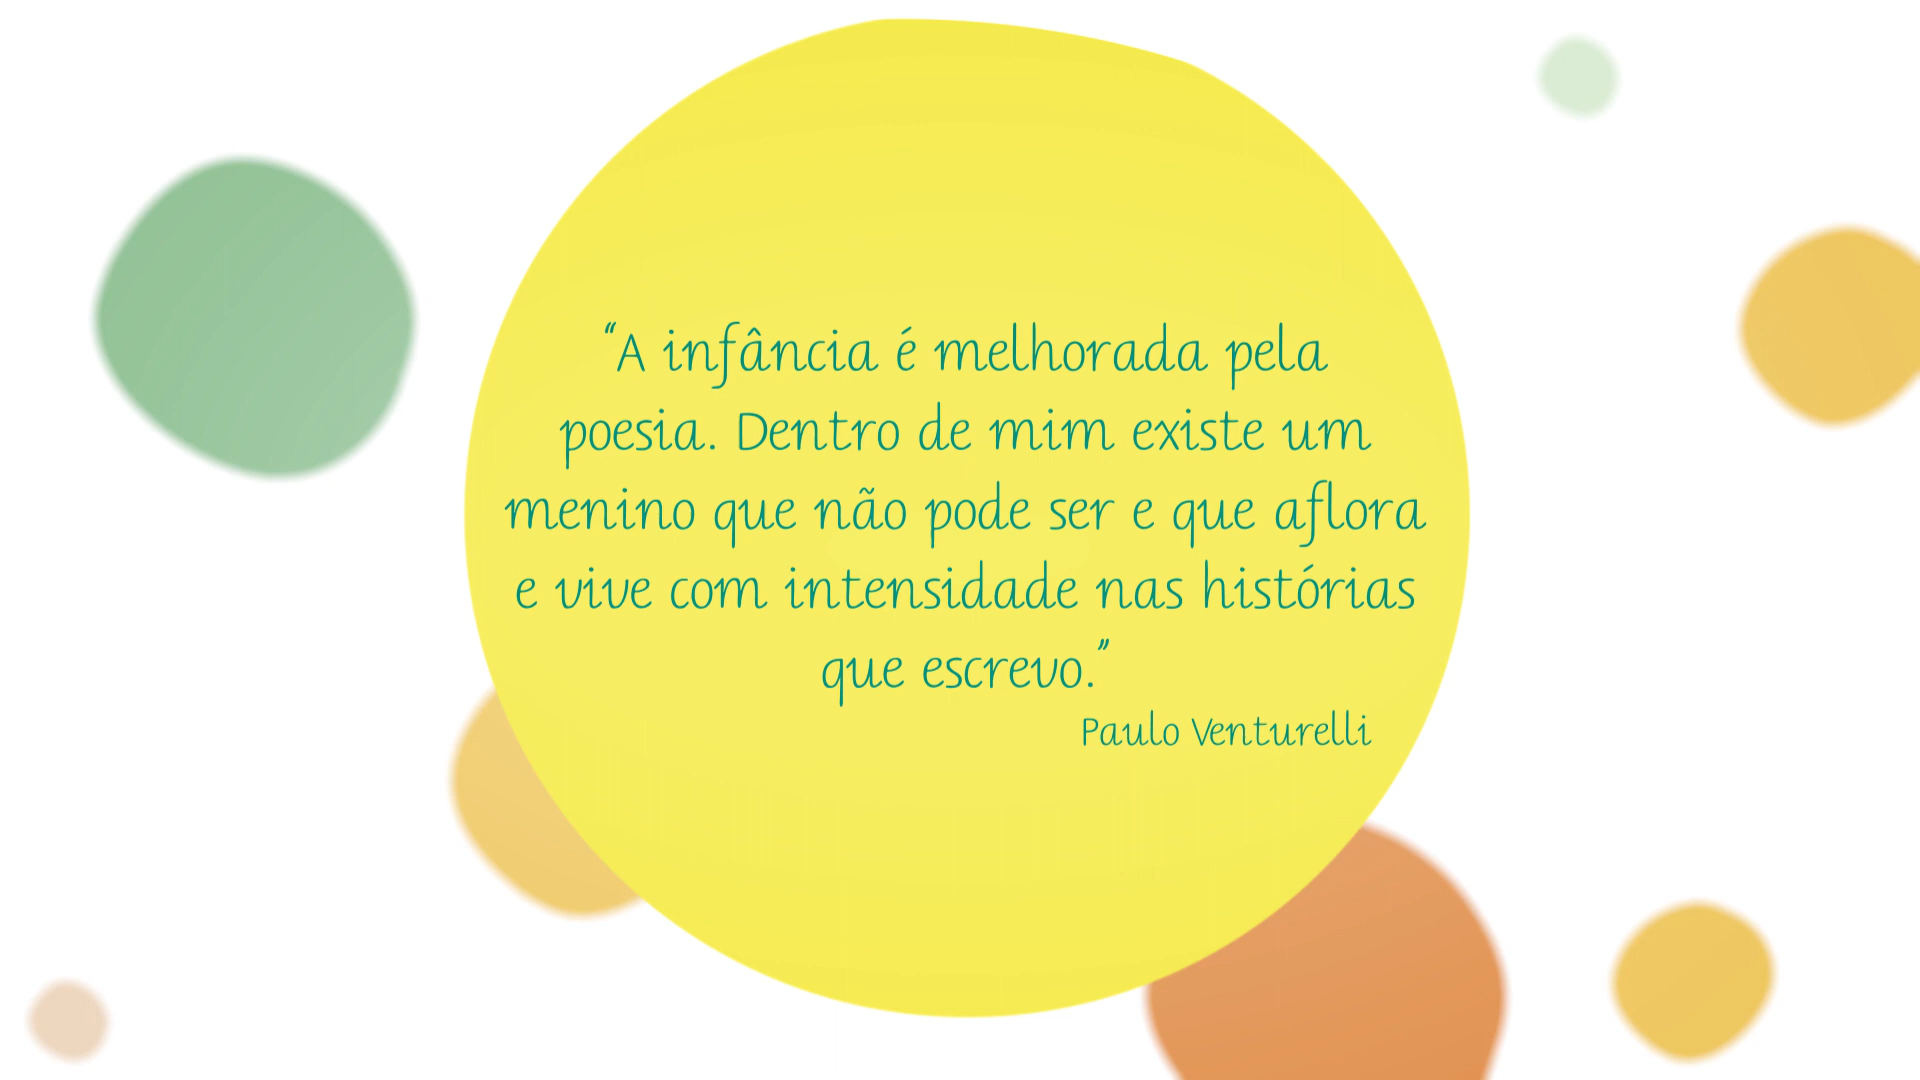 “A infância é melhorada pela
poesia. Dentro de mim existe um
menino que não pode ser e que aflora
e vive com intensidade nas histórias
que escrevo.”
Paulo Venturelli